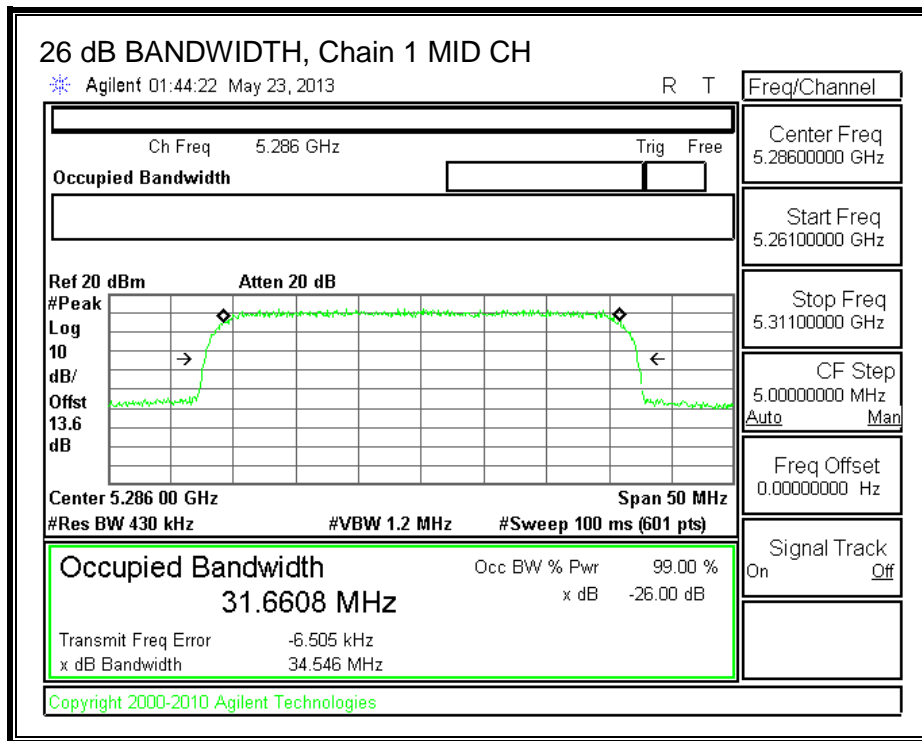 26 dB BANDWIDTH, Chain 1 MID CH
Agilent 01:44:22 May 23, 2013 R T
Freq/Channel
Ch Freq 5.286 GHz Trig Free
Occupied Bandwidth
Center Freq
5.28600000 GHz
Start Freq
5.26100000 GHz
Stop Freq
5.31100000 GHz
CF Step
5.00000000 MHz
Auto Man
Freq Offset
0.00000000 Hz
Signal Track
On Off
Ref 20 dBm Atten 20 dB
#Peak
Log
10
dB/
Offst
13.6
dB
Center 5.286 00 GHz Span 50 MHz
#Res BW 430 kHz #VBW 1.2 MHz #Sweep 100 ms (601 pts)
Occupied Bandwidth Occ BW % Pwr 99.00 %
31.6608 MHz x dB -26.00 dB
Transmit Freq Error -6.505 kHz
x dB Bandwidth 34.546 MHz
Copyright 2000-2010 Agilent Technologies